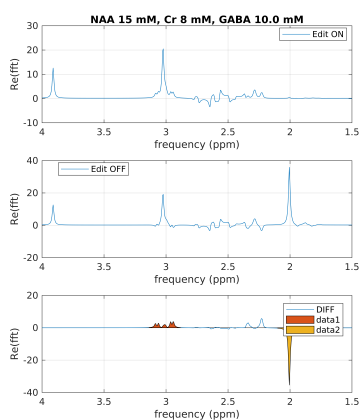 NAA 15 mM, Cr 8 mM, GABA 10.0 mM
30
20
10
0
-10
Re(fft)
Edit ON
4 3.5 3 2.5 2 1.5
frequency (ppm)
40
20
0
-20
Re(fft)
Edit OFF
4 3.5 3 2.5 2 1.5
frequency (ppm)
20
0
-20
-40
Re(fft)
DIFF
data1
data2
4 3.5 3 2.5 2 1.5
frequency (ppm)